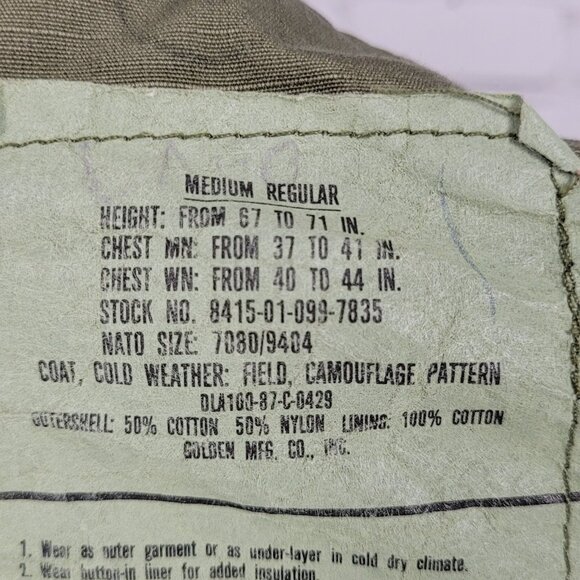 MEDIUM REGULAR
HEIGHT: FROM 67 TO 71 IN.
CHEST MN: FROM 37 TO 41 IN.
CHEST WN: FROM 40 TO 44 IN.
STOCK NO. 8415-01-099-7835
NATO SIZE: 7080/9404
COAT, COLD WEATHER: FIELD, CAMOUFLAGE PATTERN
DLA100-87-C-0429
OUTERSHELL: 50% COTTON 50% NYLON LINING: 100% COTTON
GOLDEN MFG. CO., INC.
1. Wear as outer garment or as under-layer in cold dry climate.
2. Wear button-in liner for added insulation.